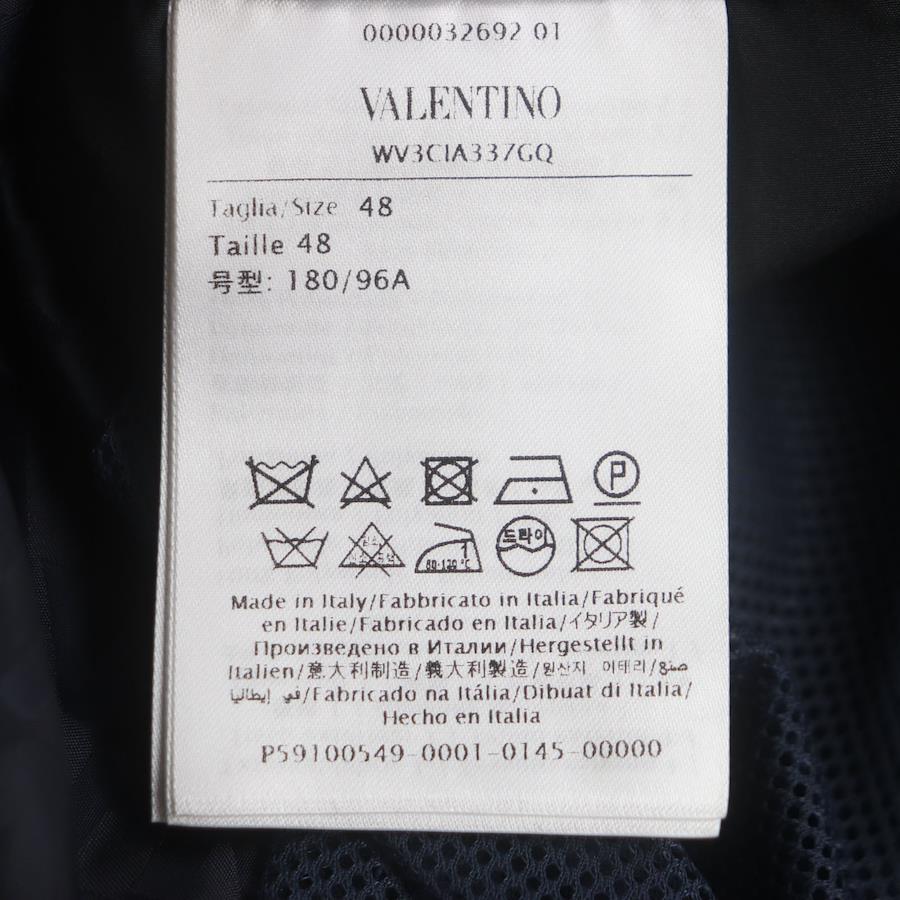 0000032692 01
VALENTINO
WV3CIA337GQ
Taglia/Size 48
Taille 48
号型: 180/96A
P
드라이
80-120 °C
Made in Italy/Fabbricato in Italia/Fabriqué
en Italie/Fabricado en Italia/イタリア製/
Произведено в Италии/Hergestellt in
Italien/意大利制造/義大利製造/원산지 이태리/صنع
في إيطاليا/Fabricado na Itália/Dibuat di Italia/
Hecho en Italia
P59100549-0001-0145-00000